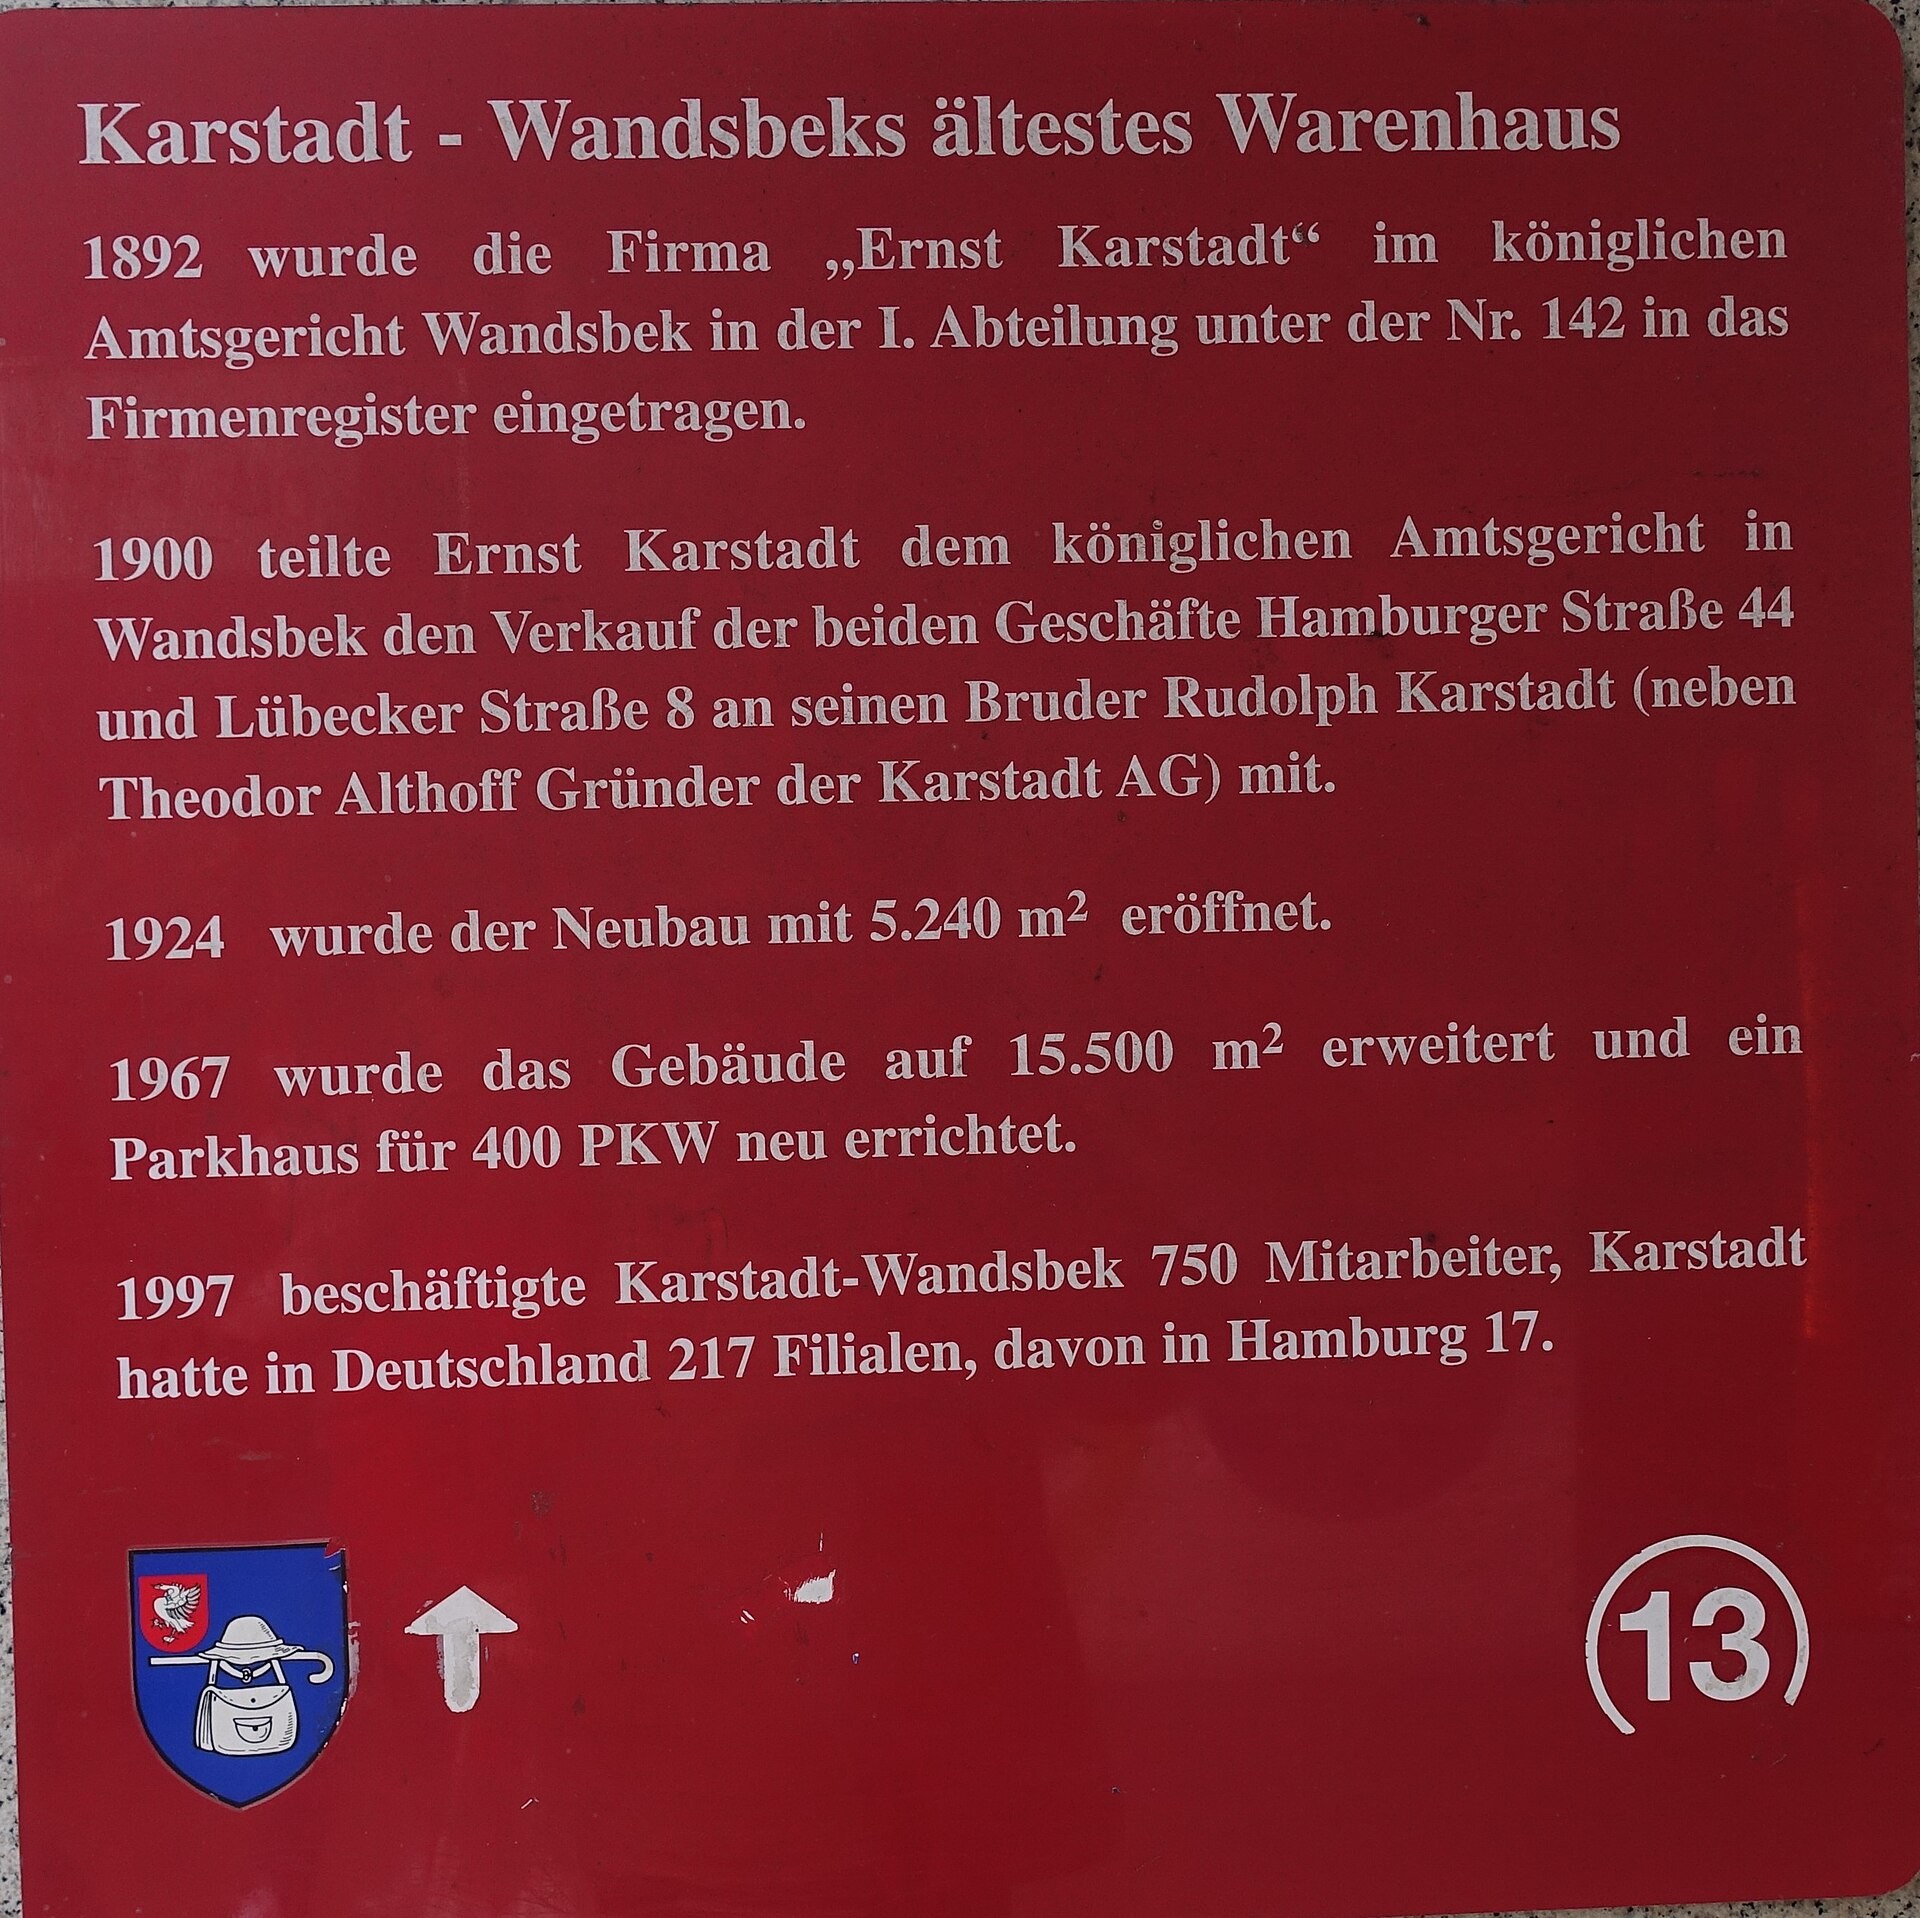 Karstadt - Wandsbeks ältestes Warenhaus
1892 wurde die Firma „Ernst Karstadt“ im königlichen
Amtsgericht Wandsbek in der I. Abteilung unter der Nr. 142 in das
Firmenregister eingetragen.
1900 teilte Ernst Karstadt dem königlichen Amtsgericht in
Wandsbek den Verkauf der beiden Geschäfte Hamburger Straße 44
und Lübecker Straße 8 an seinen Bruder Rudolph Karstadt (neben
Theodor Althoff Gründer der Karstadt AG) mit.
1924 wurde der Neubau mit 5.240 m² eröffnet.
1967 wurde das Gebäude auf 15.500 m² erweitert und ein
Parkhaus für 400 PKW neu errichtet.
1997 beschäftigte Karstadt-Wandsbek 750 Mitarbeiter, Karstadt
hatte in Deutschland 217 Filialen, davon in Hamburg 17.
13